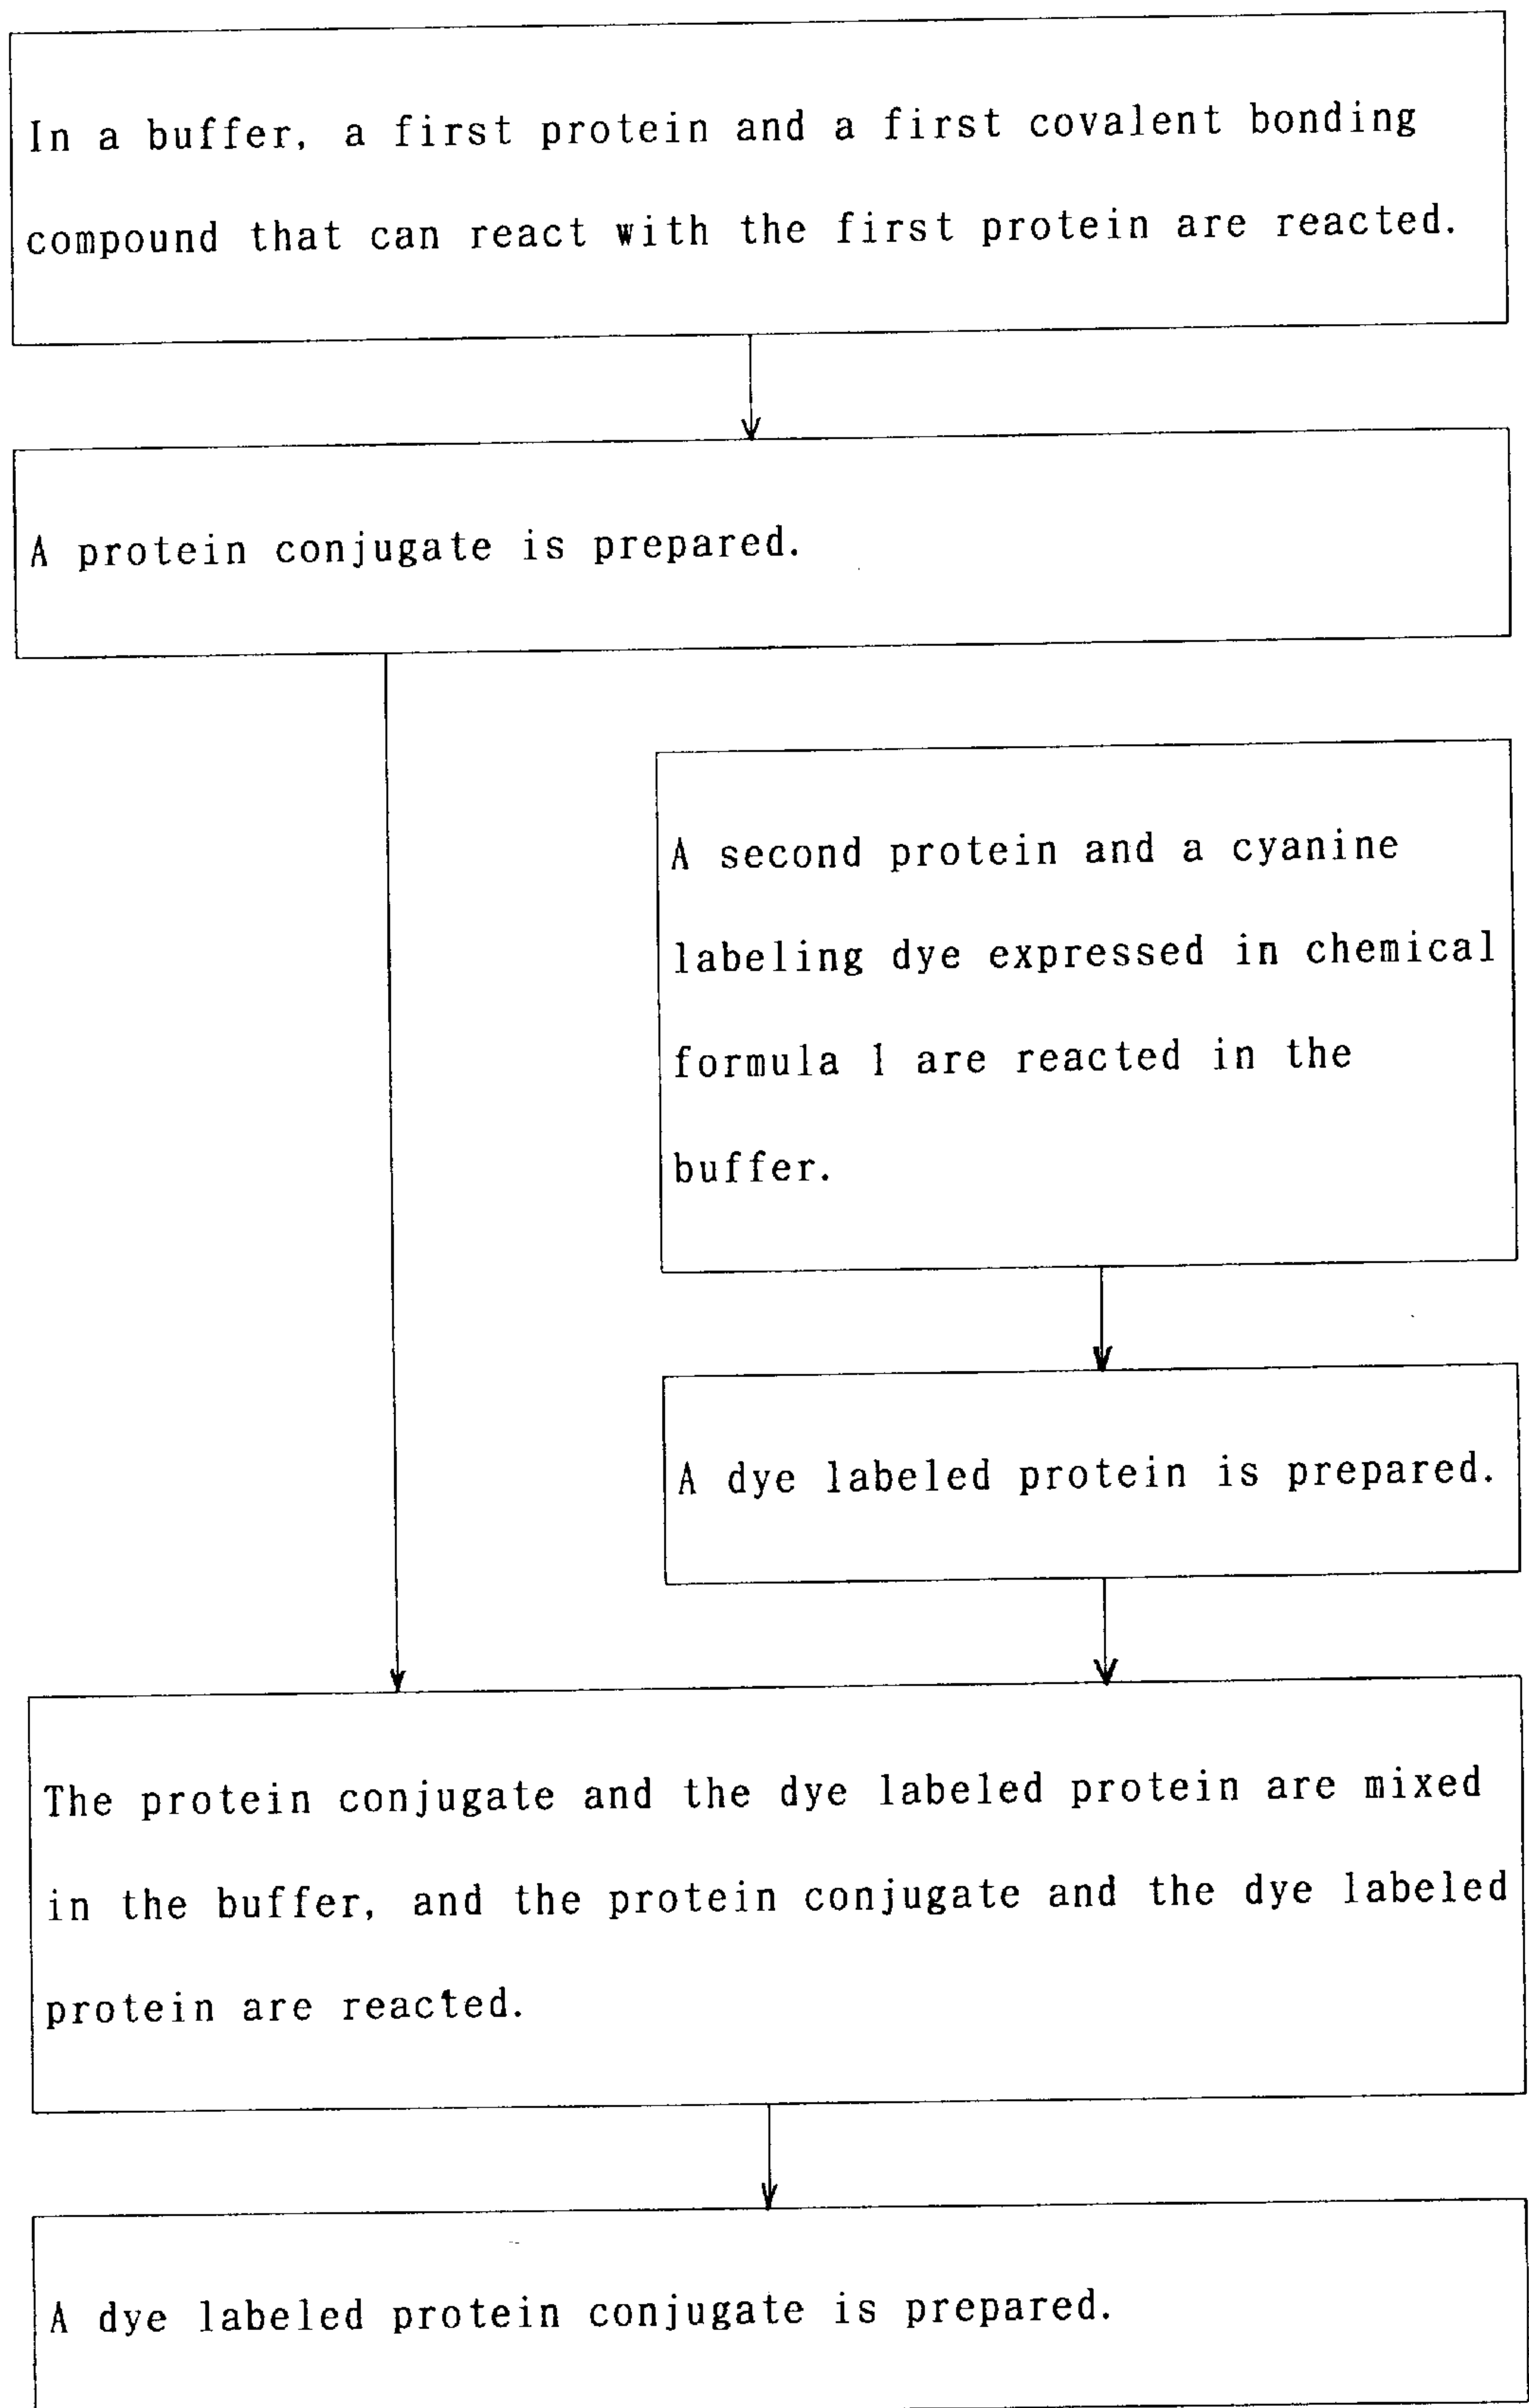 In a buffer, a first protein and a first covalent bonding
compound that can react with the first protein are reacted.
A protein conjugate is prepared.
A second protein and a cyanine
labeling dye expressed in chemical
formula 1 are reacted in the
buffer.
A dye labeled protein is prepared.
The protein conjugate and the dye labeled protein are mixed
in the buffer, and the protein conjugate and the dye labeled
protein are reacted.
A dye labeled protein conjugate is prepared.